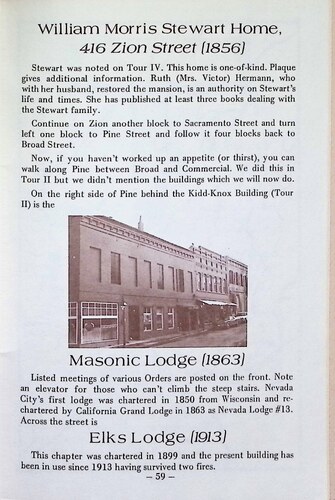 William Morris Stewart Home,
416 Zion Street (1856)
Stewart was noted on Tour IV. This home is one-of-kind. Plaque
gives additional information. Ruth (Mrs. Victor) Hermann, who
with her husband, restored the mansion, is an authority on Stewart's
life and times. She has published at least three books dealing with
the Stewart family.
Continue on Zion another block to Sacramento Street and turn
left one block to Pine Street and follow it four blocks back to
Broad Street.
Now, if you haven't worked up an appetite (or thirst), you can
walk along Pine between Broad and Commercial. We did this in
Tour II but we didn't mention the buildings which we will now do.
On the right side of Pine behind the Kidd-Knox Building (Tour
II) is the
Masonic Lodge (1863)
Listed meetings of various Orders are posted on the front. Note
an elevator for those who can't climb the steep stairs. Nevada
City's first lodge was chartered in 1850 from Wisconsin and re-
chartered by California Grand Lodge in 1863 as Nevada Lodge #13.
Across the street is
Elks Lodge (1913)
This chapter was chartered in 1899 and the present building has
been in use since 1913 having survived two fires.
– 59 –